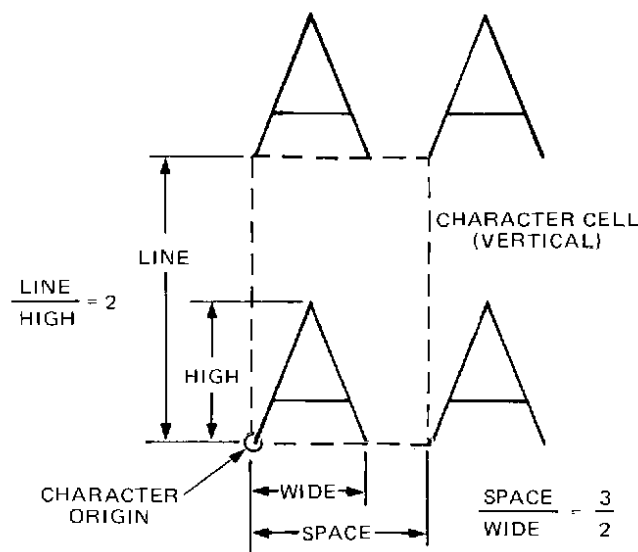 A A
CHARACTER CELL
(VERTICAL)
LINE
LINE
HIGH
= 2
HIGH
A A
CHARACTER
ORIGIN
WIDE
SPACE
SPACE
WIDE
=
3
2